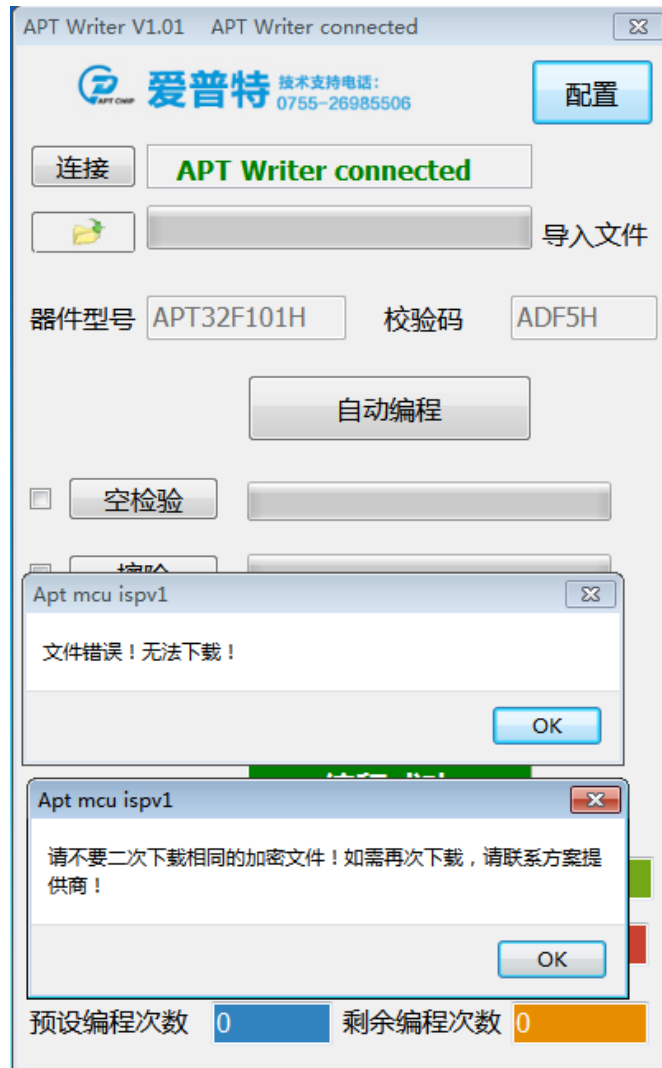 APT Writer V1.01 APT Writer connected
APT CHIP
爱普特
技术支持电话：
0755-26985506
配置
连接
APT Writer connected
导入文件
器件型号 APT32F101H 校验码 ADF5H
自动编程
空检验
Apt mcu ispv1
文件错误！无法下载！
OK
Apt mcu ispv1
请不要二次下载相同的加密文件！如需再次下载，请联系方案提
供商！
OK
预设编程次数 0 剩余编程次数 0